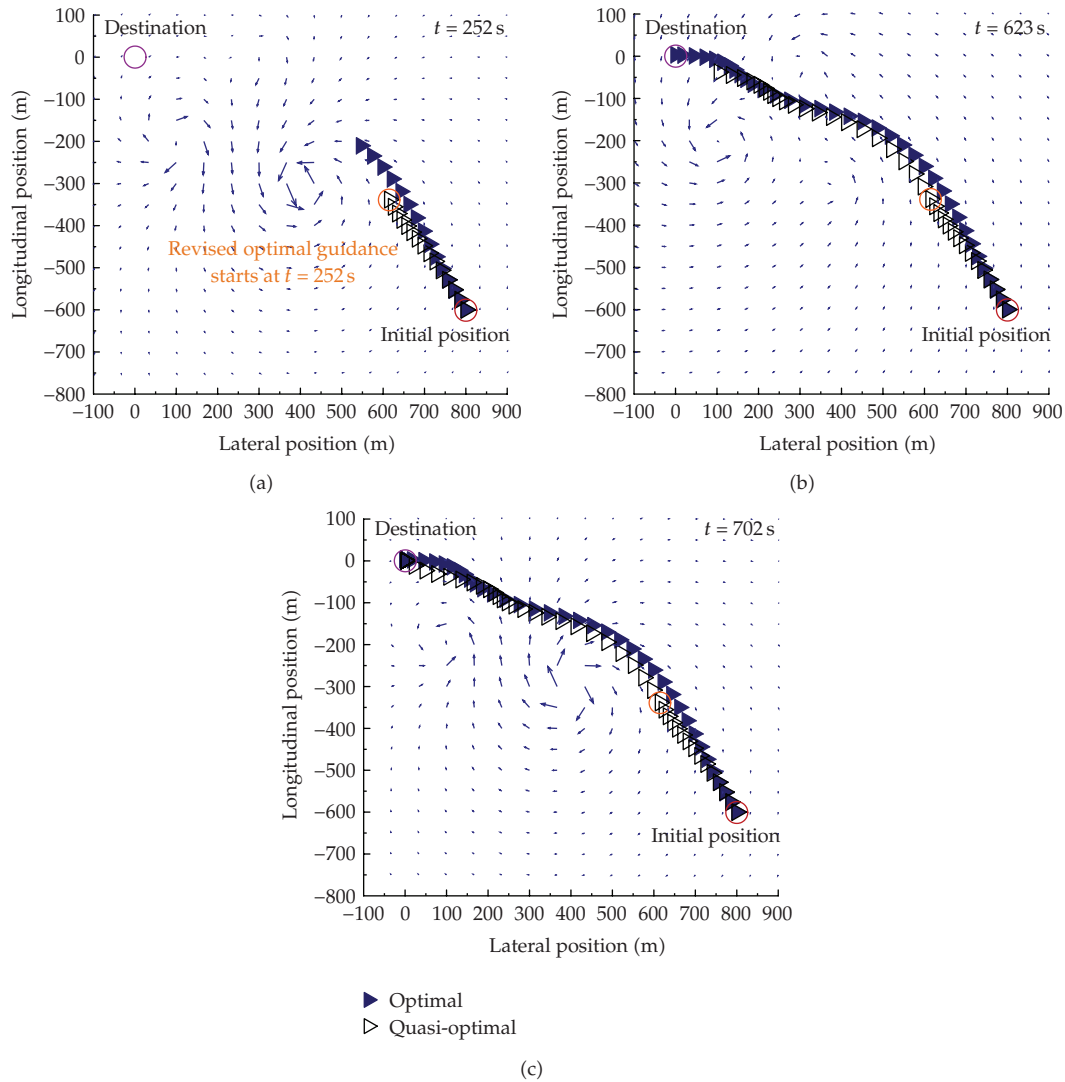 Destination
t = 252 s
100
0
−100
−200
−300
−400
−500
−600
−700
−800
Longitudinal position (m)
Revised optimal guidance
starts at t = 252 s
Initial position
−100 0 100 200 300 400 500 600 700 800 900
Lateral position (m)
(a)
Destination
t = 623 s
100
0
−100
−200
−300
−400
−500
−600
−700
−800
Longitudinal position (m)
Initial position
−100 0 100 200 300 400 500 600 700 800 900
Lateral position (m)
(b)
Destination
t = 702 s
100
0
−100
−200
−300
−400
−500
−600
−700
−800
Longitudinal position (m)
Initial position
−100 0 100 200 300 400 500 600 700 800 900
Lateral position (m)
Optimal
Quasi-optimal
(c)